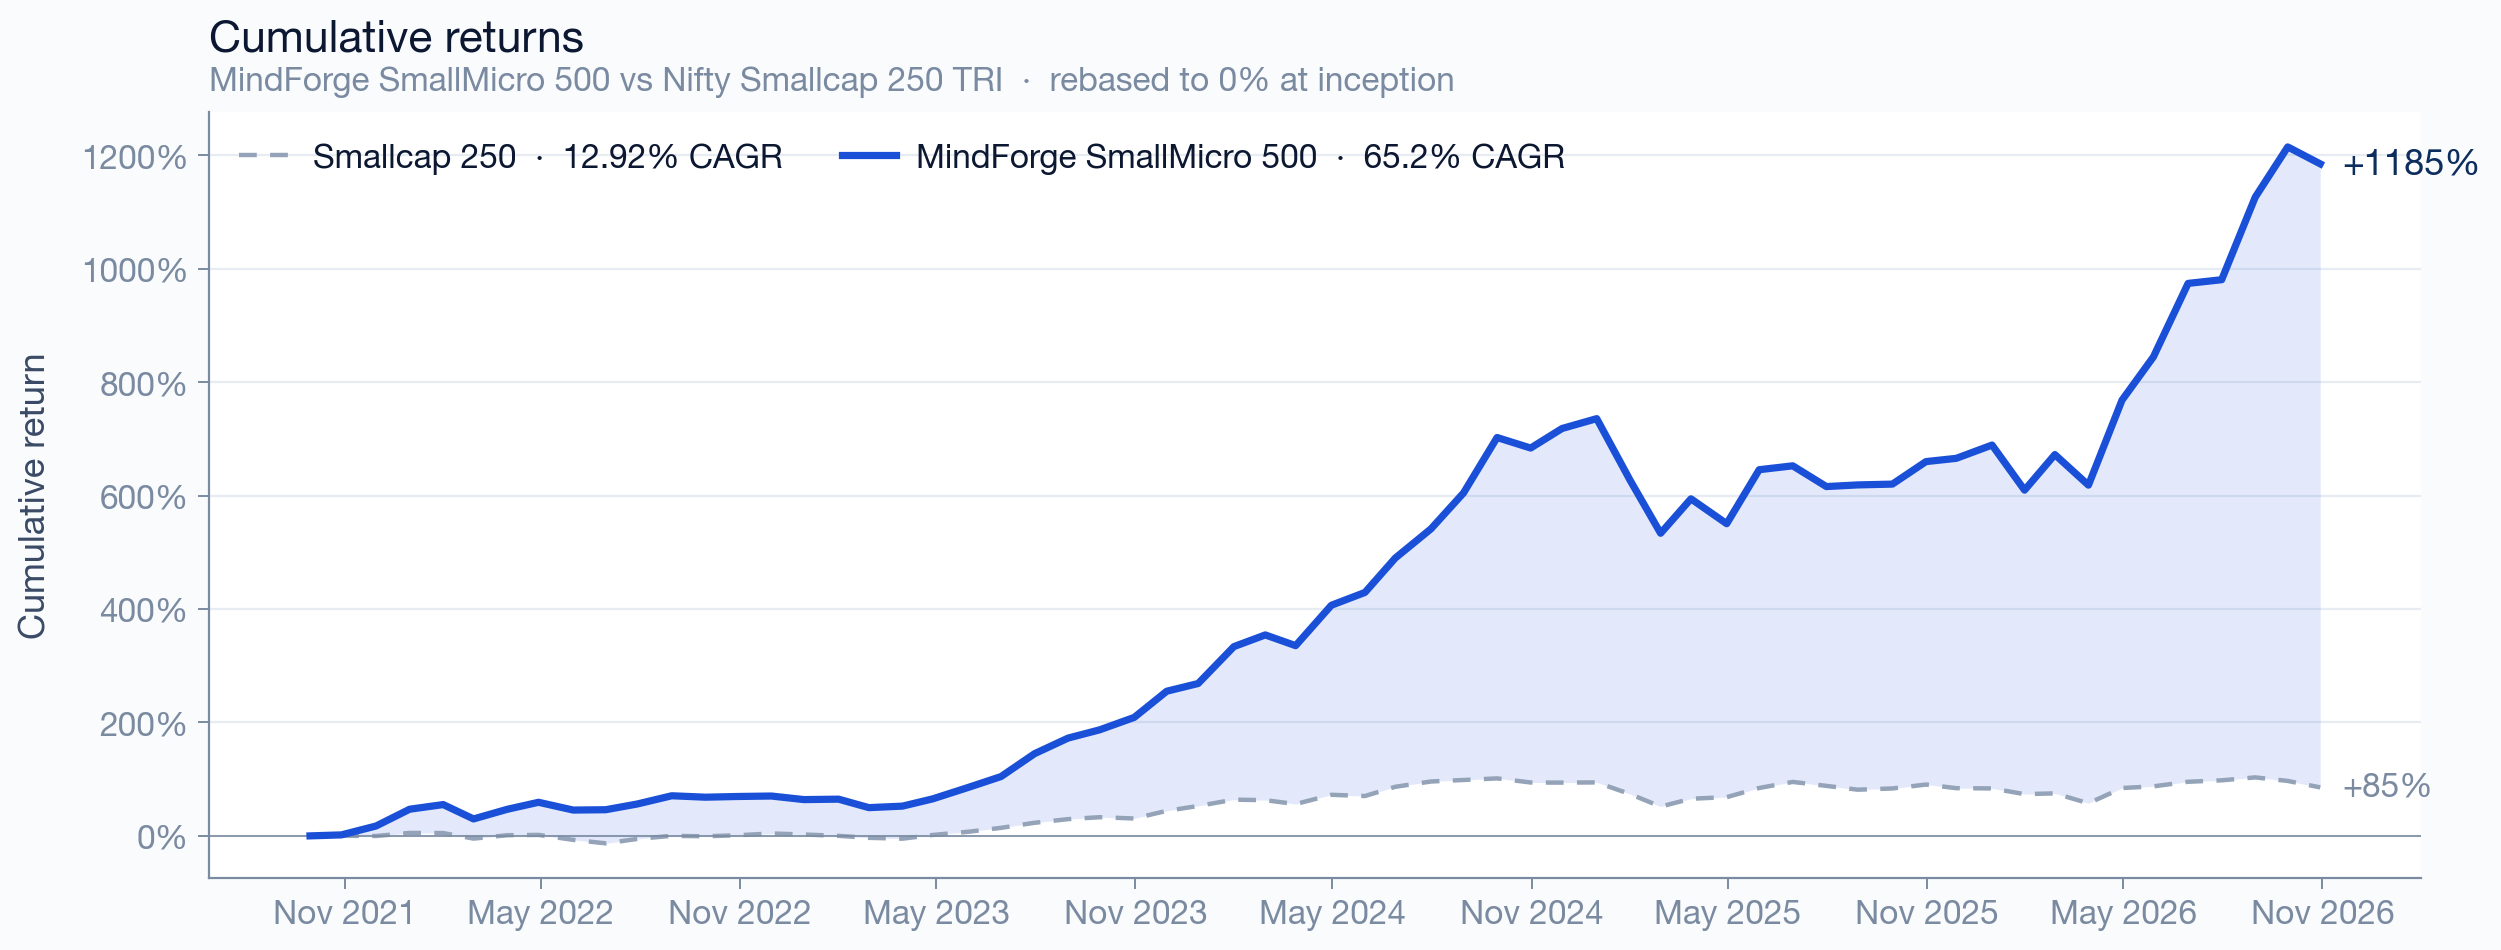 Cumulative returns
MindForge SmallMicro 500 vs Nifty Smallcap 250 TRI · rebased to 0% at inception
Smallcap 250 · 12.92% CAGR
MindForge SmallMicro 500 · 65.2% CAGR
1200%
1000%
800%
600%
400%
200%
0%
Cumulative return
+1185%
+85%
Nov 2021
May 2022
Nov 2022
May 2023
Nov 2023
May 2024
Nov 2024
May 2025
Nov 2025
May 2026
Nov 2026